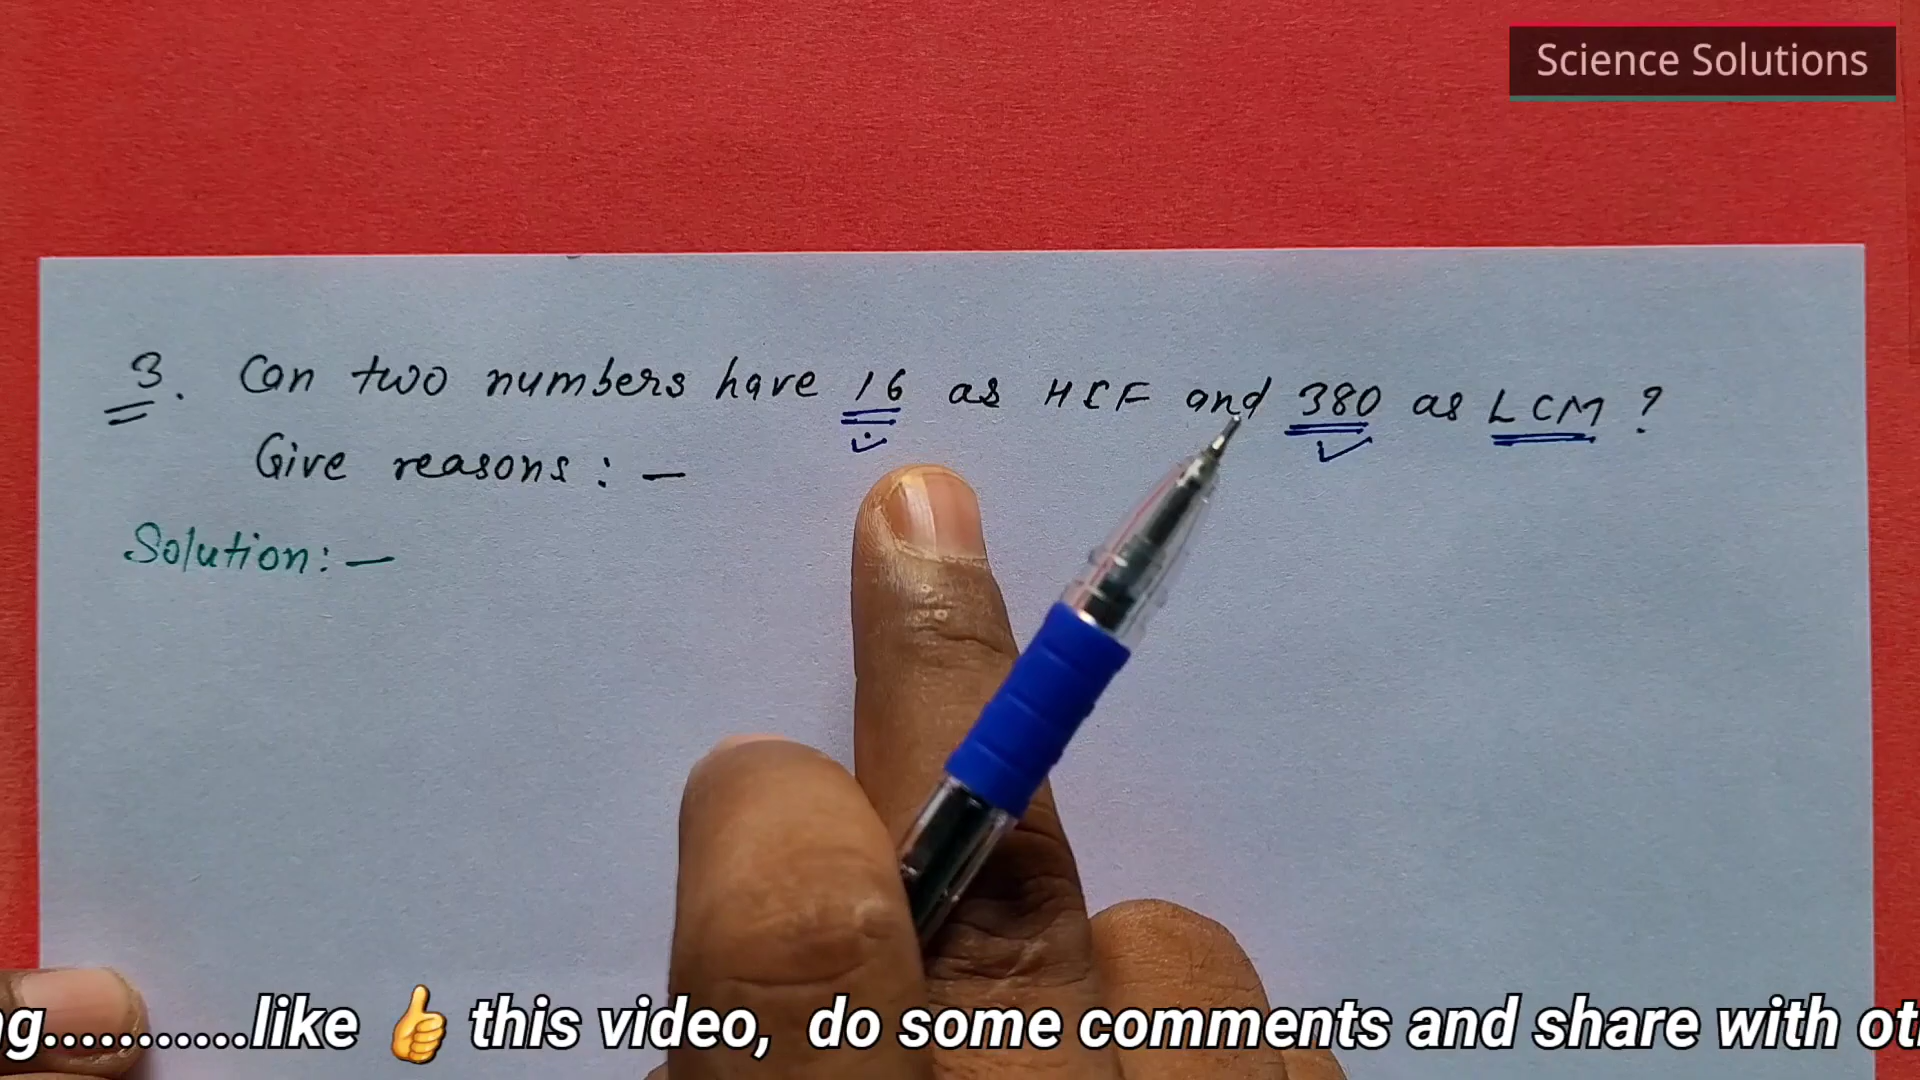 Science Solutions
3. Can two numbers have 16 as HCF and 380 as LCM ?
Give reasons : —
Solution : —
...........like 👍 this video, do some comments and share with